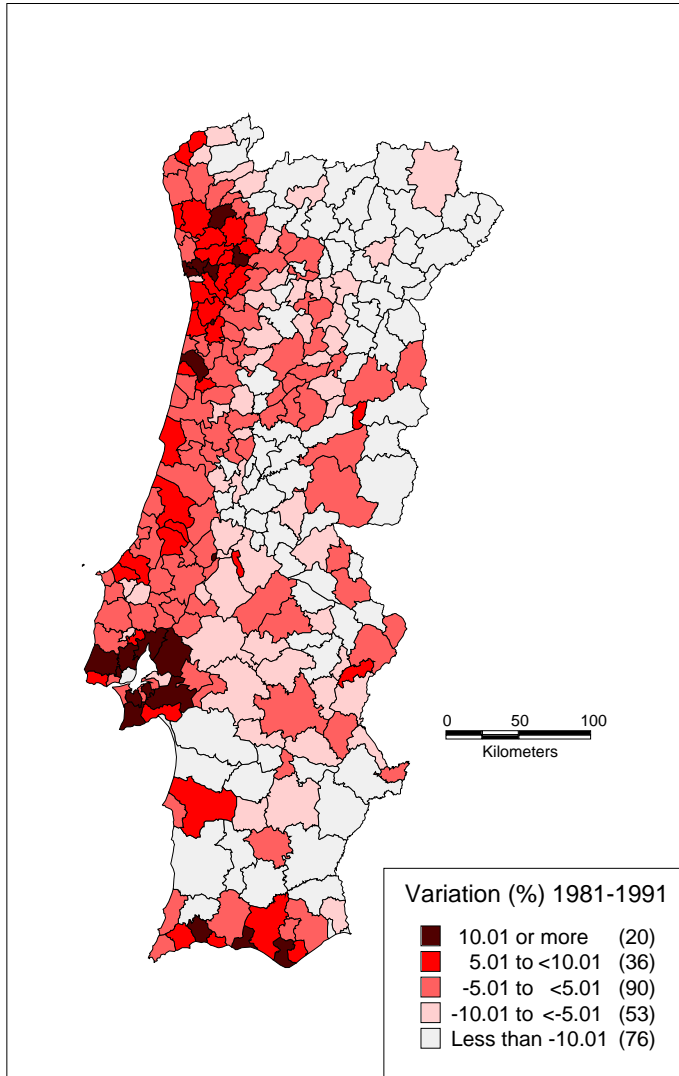 0 50 100
Kilometers
Variation (%) 1981-1991
10.01 or more (20)
5.01 to <10.01 (36)
-5.01 to <5.01 (90)
-10.01 to <-5.01 (53)
Less than -10.01 (76)